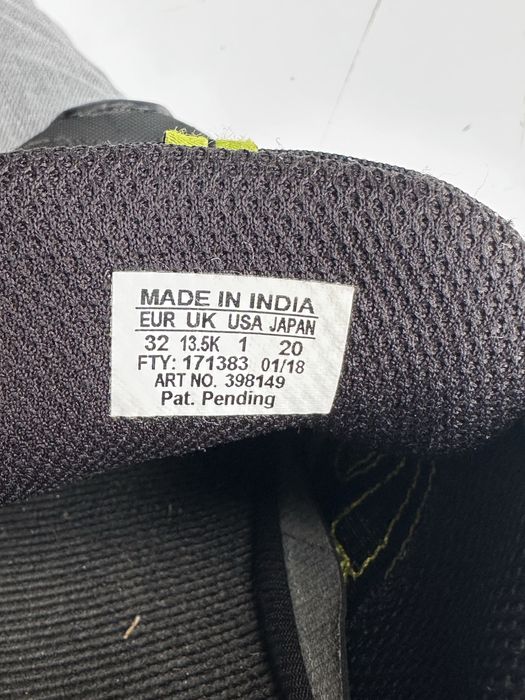 MADE IN INDIA
EUR UK USA JAPAN
32 13.5K 1 20
FTY: 171383 01/18
ART NO. 398149
Pat. Pending